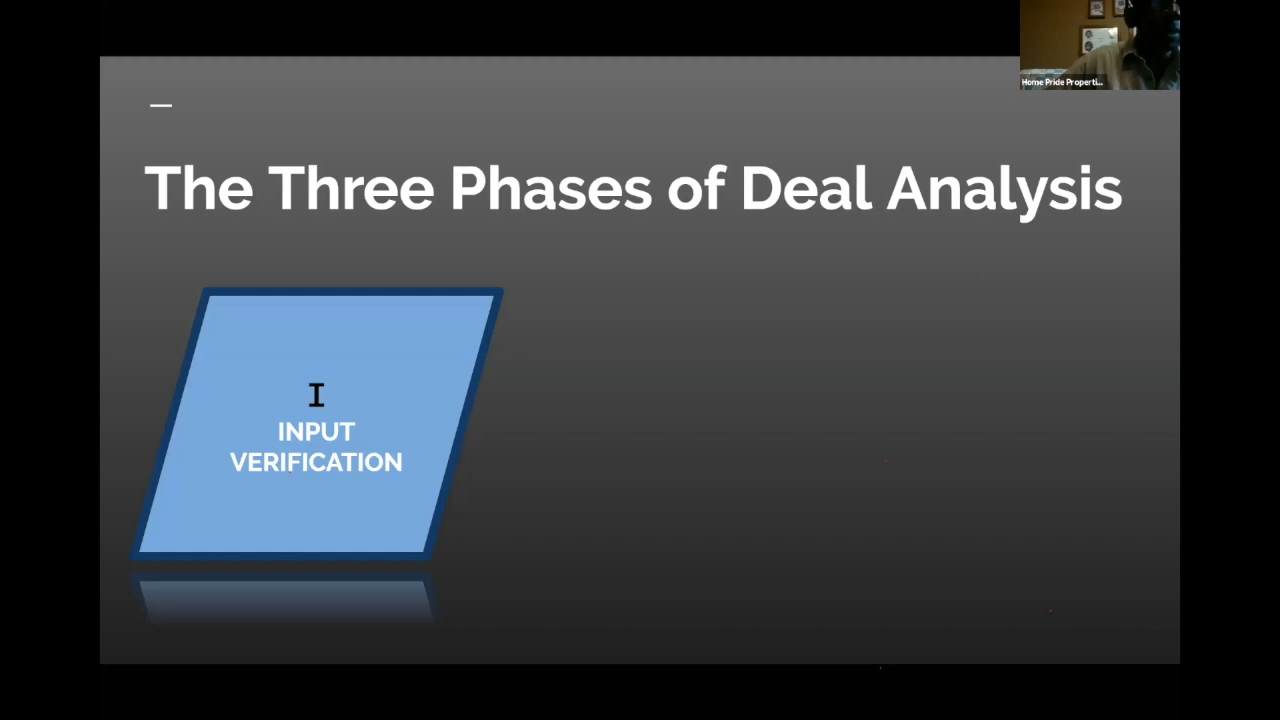 Home Pride Properti...
The Three Phases of Deal Analysis
I
INPUT
VERIFICATION